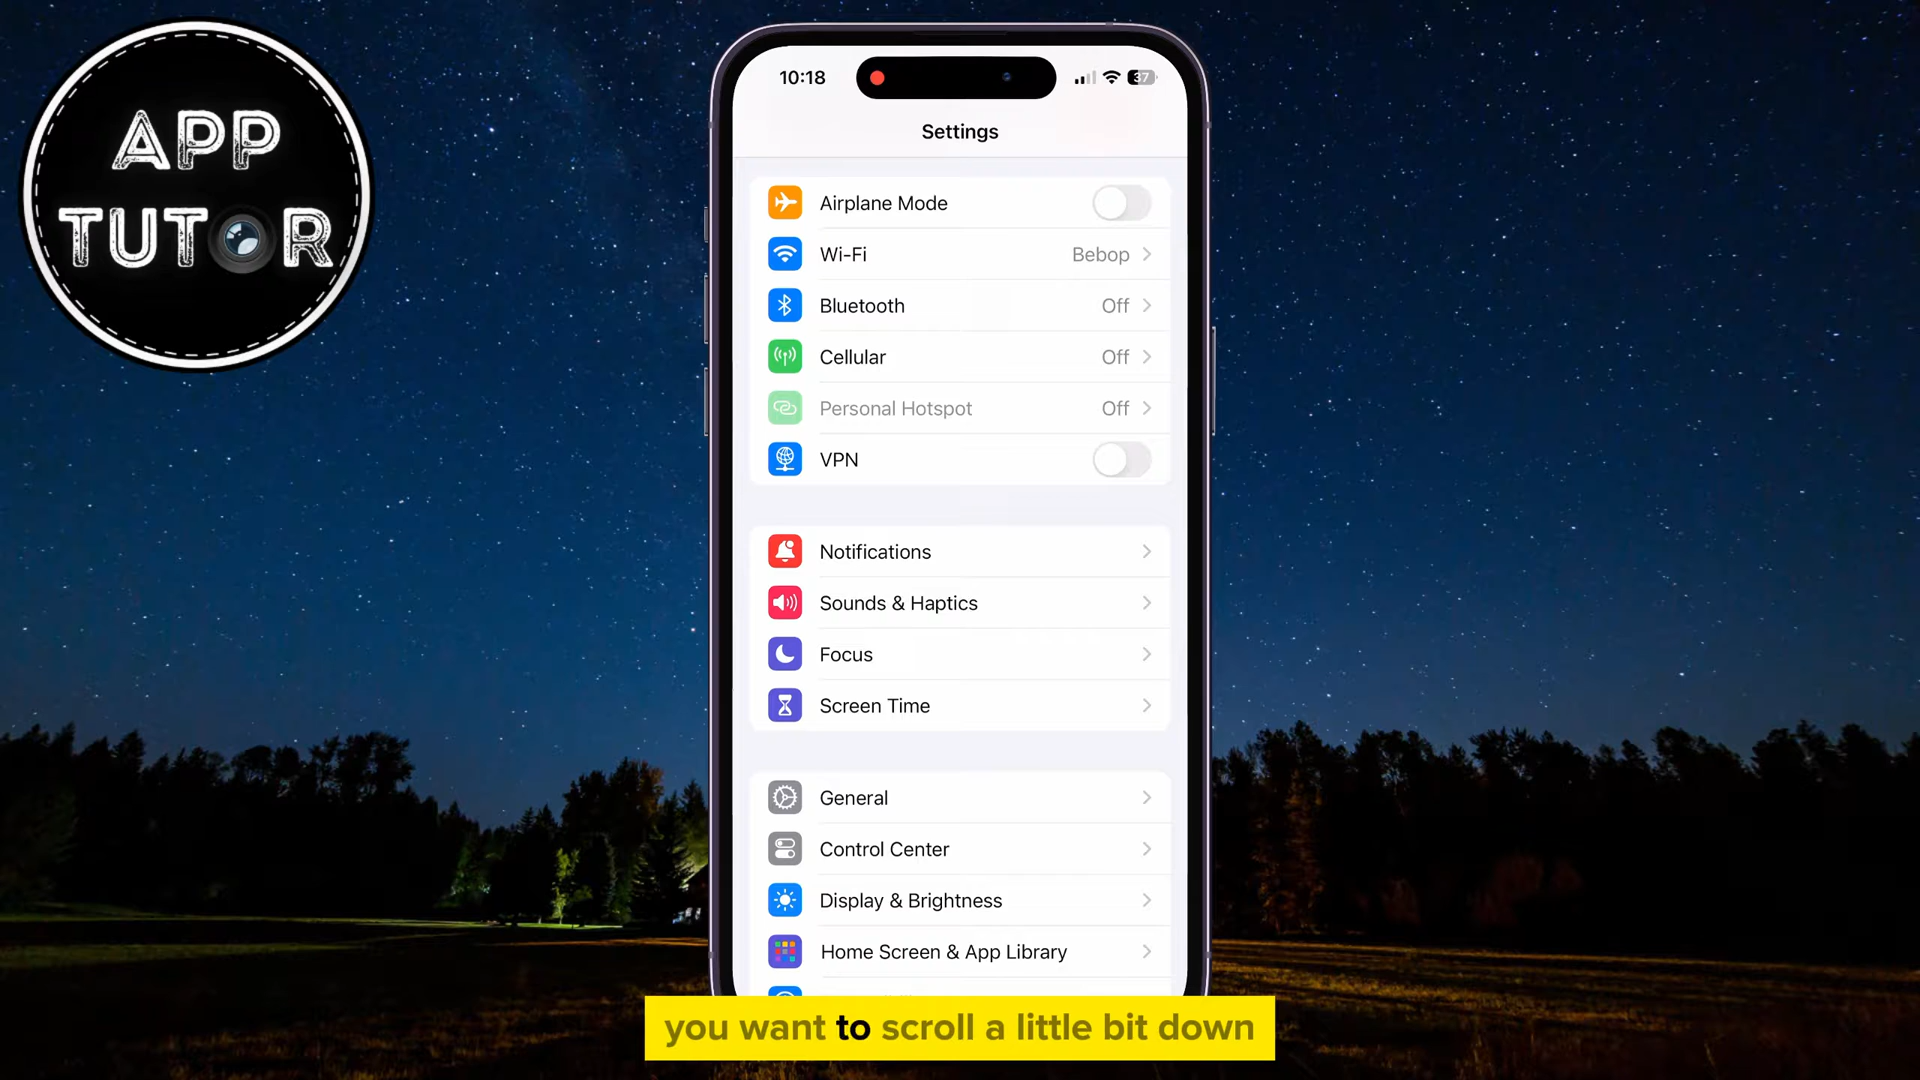 APP
TUTOR
10:18
37
Settings
Airplane Mode
Wi-Fi Bebop
Bluetooth Off
Cellular Off
Personal Hotspot Off
VPN
Notifications
Sounds & Haptics
Focus
Screen Time
General
Control Center
Display & Brightness
Home Screen & App Library
you want to scroll a little bit down